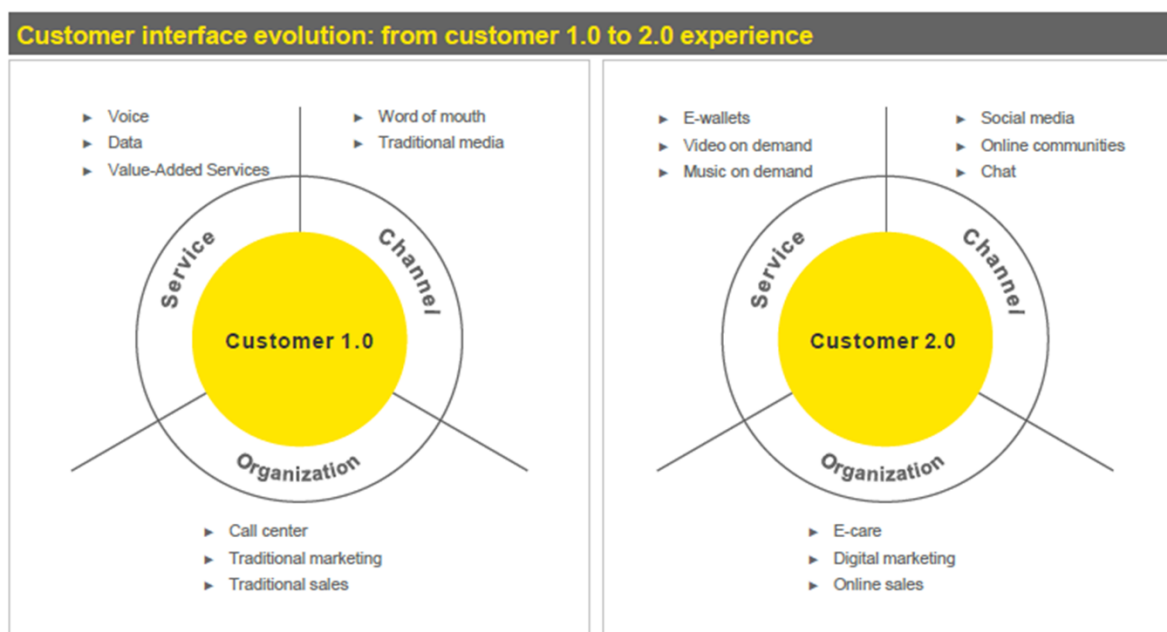 Customer interface evolution: from customer 1.0 to 2.0 experience
► Voice
► Data
► Value-Added Services
► Word of mouth
► Traditional media
Service
Channel
Customer 1.0
Organization
► Call center
► Traditional marketing
► Traditional sales
► E-wallets
► Video on demand
► Music on demand
► Social media
► Online communities
► Chat
Service
Channel
Customer 2.0
Organization
► E-care
► Digital marketing
► Online sales